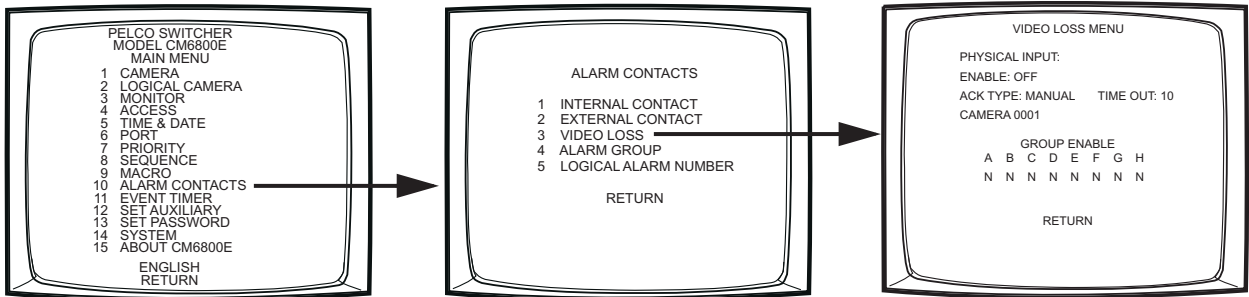 PELCO SWITCHER
MODEL CM6800E
MAIN MENU
1 CAMERA
2 LOGICAL CAMERA
3 MONITOR
4 ACCESS
5 TIME & DATE
6 PORT
7 PRIORITY
8 SEQUENCE
9 MACRO
10 ALARM CONTACTS
11 EVENT TIMER
12 SET AUXILIARY
13 SET PASSWORD
14 SYSTEM
15 ABOUT CM6800E
ENGLISH
RETURN
ALARM CONTACTS
1 INTERNAL CONTACT
2 EXTERNAL CONTACT
3 VIDEO LOSS
4 ALARM GROUP
5 LOGICAL ALARM NUMBER
RETURN
VIDEO LOSS MENU
PHYSICAL INPUT:
ENABLE: OFF
ACK TYPE: MANUAL TIME OUT: 10
CAMERA 0001
GROUP ENABLE
A B C D E F G H
N N N N N N N N
RETURN